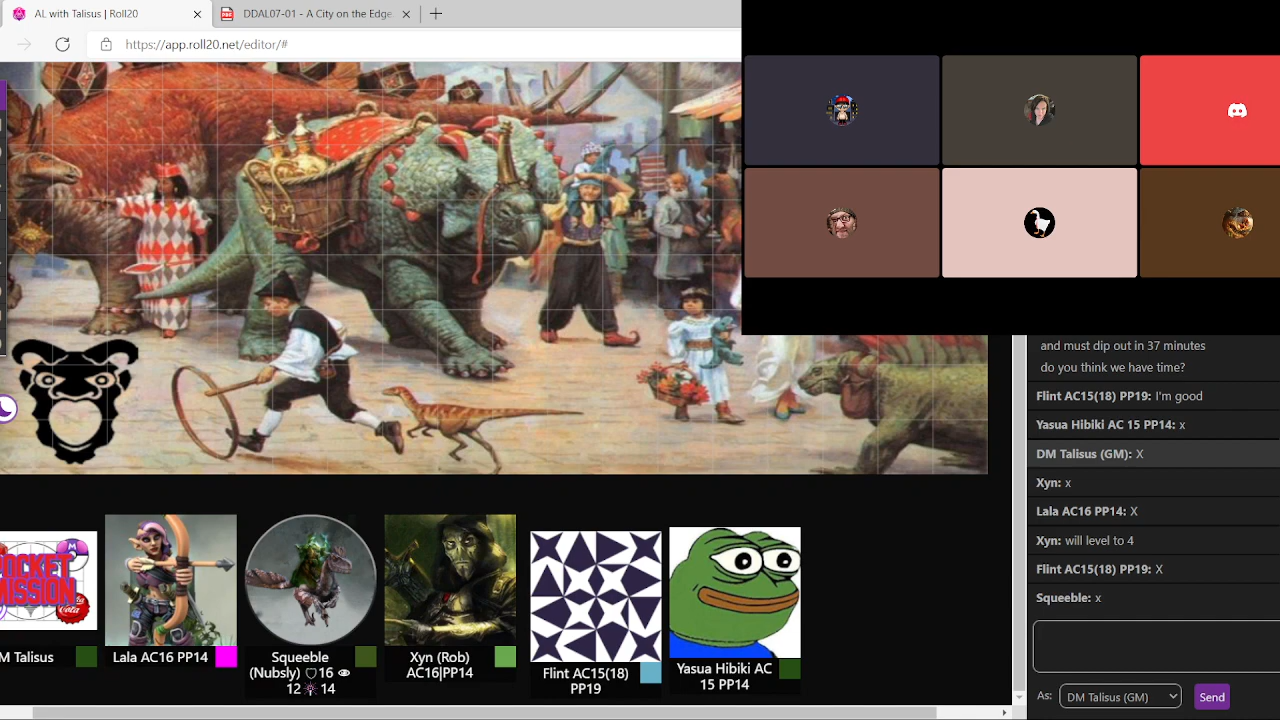 AL with Talisus | Roll20
DDAL07-01 - A City on the Edge
https://app.roll20.net/editor/#
and must dip out in 37 minutes
do you think we have time?
Flint AC15(18) PP19: I'm good
Yasua Hibiki AC 15 PP14: x
DM Talisus (GM): X
Xyn: x
Lala AC16 PP14: X
Xyn: will level to 4
Flint AC15(18) PP19: X
Squeeble: x
As: DM Talisus (GM) Send
POCKET
MISSION
Cola
M Talisus
Lala AC16 PP14
Squeeble
(Nubsly) 16
12 14
Xyn (Rob)
AC16|PP14
Flint AC15(18)
PP19
Yasua Hibiki AC
15 PP14